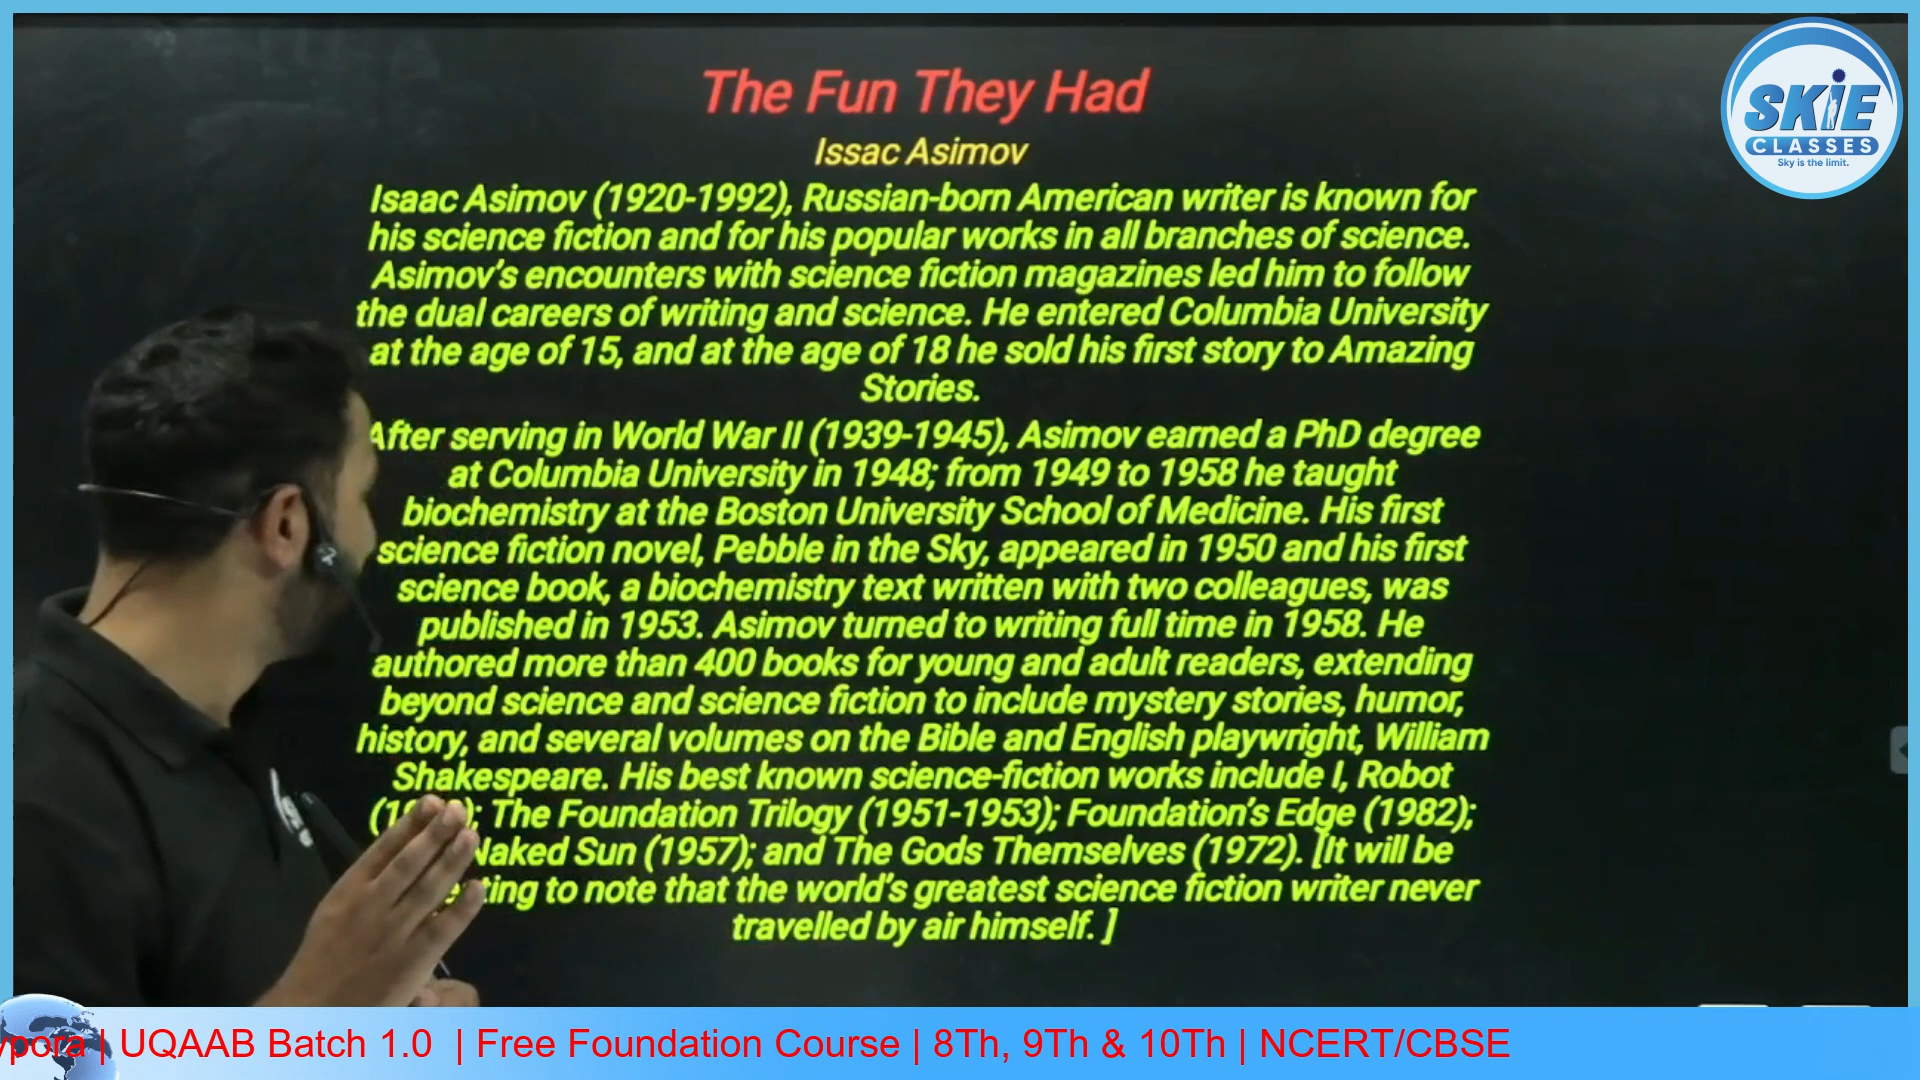 The Fun They Had
Issac Asimov
Isaac Asimov (1920-1992), Russian-born American writer is known for
his science fiction and for his popular works in all branches of science.
Asimov's encounters with science fiction magazines led him to follow
the dual careers of writing and science. He entered Columbia University
at the age of 15, and at the age of 18 he sold his first story to Amazing
Stories.
After serving in World War II (1939-1945), Asimov earned a PhD degree
at Columbia University in 1948; from 1949 to 1958 he taught
biochemistry at the Boston University School of Medicine. His first
science fiction novel, Pebble in the Sky, appeared in 1950 and his first
science book, a biochemistry text written with two colleagues, was
published in 1953. Asimov turned to writing full time in 1958. He
authored more than 400 books for young and adult readers, extending
beyond science and science fiction to include mystery stories, humor,
history, and several volumes on the Bible and English playwright, William
Shakespeare. His best known science-fiction works include I, Robot
The Foundation Trilogy (1951-1953); Foundation's Edge (1982);
Naked Sun (1957); and The Gods Themselves (1972). [It will be
to note that the world's greatest science fiction writer never
travelled by air himself. ]
SKIE
CLASSES
Sky is the limit.
| UQAAB Batch 1.0 | Free Foundation Course | 8Th, 9Th & 10Th | NCERT/CBSE